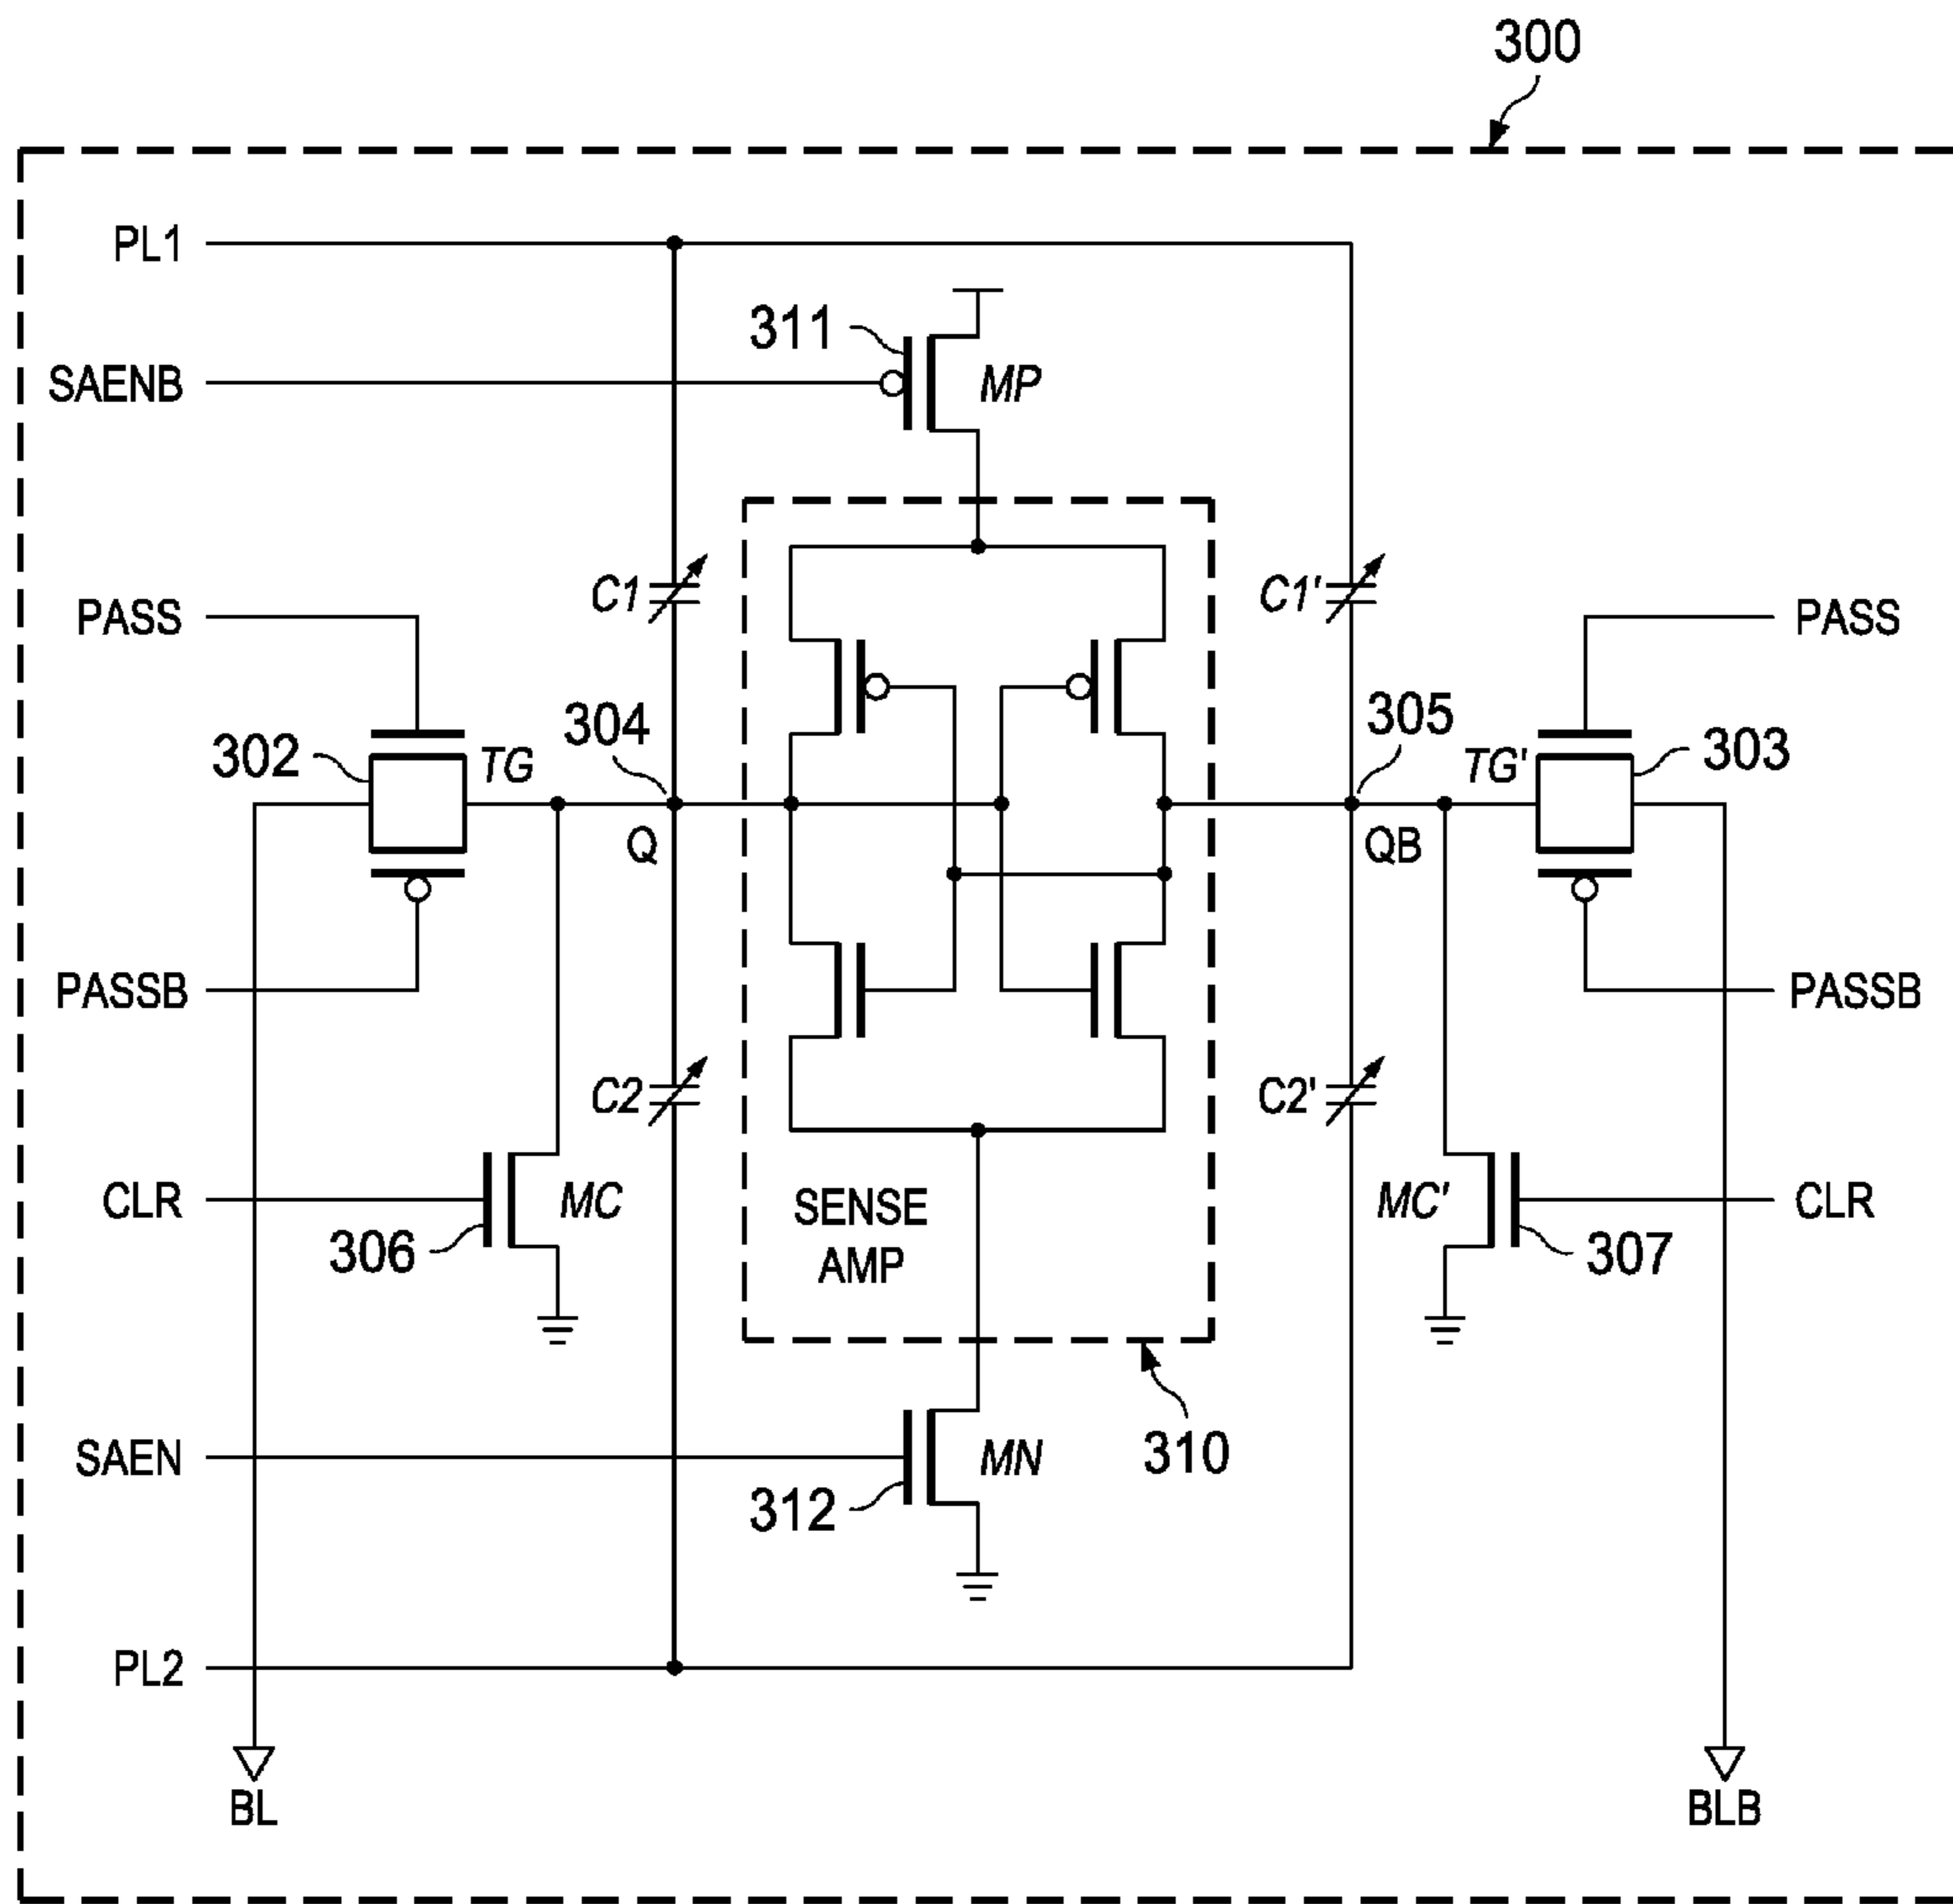 300
PL1
311
SAENB
MP
C1
C1'
PASS
PASS
304
305
302
TG
TG'
303
Q
QB
PASSB
PASSB
C2
C2'
CLR
MC
SENSE
AMP
MC'
CLR
306
307
SAEN
MN
310
312
PL2
BL
BLB